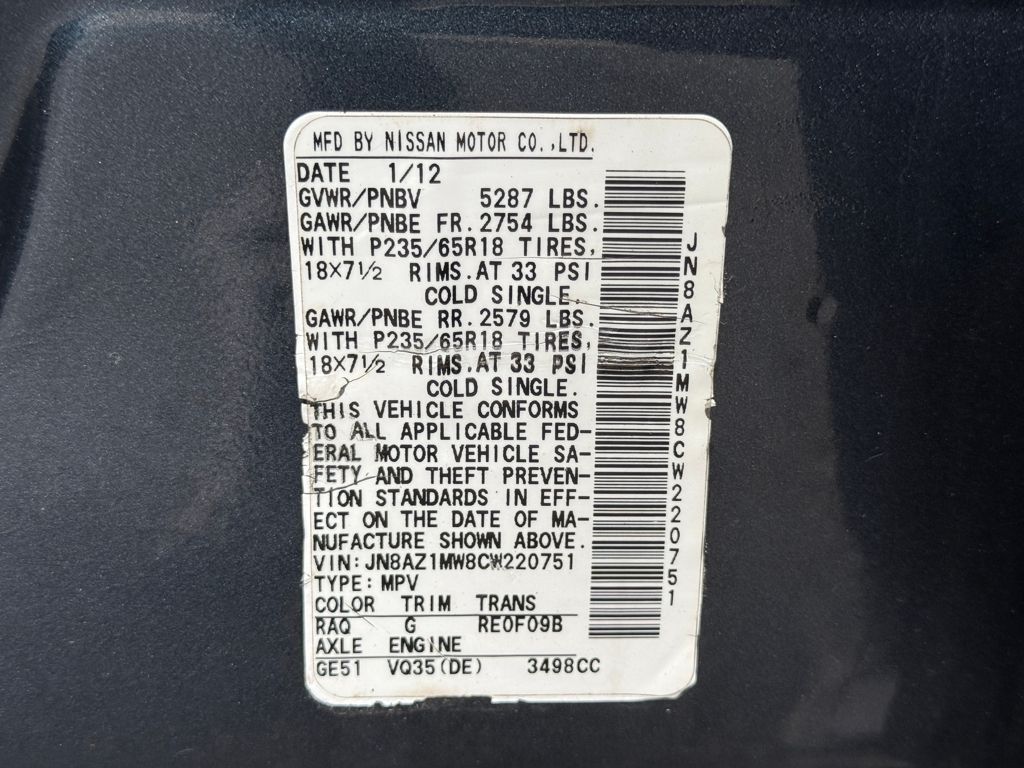 MFD BY NISSAN MOTOR CO.,LTD.
DATE 1/12
GVWR/PNBV 5287 LBS.
GAWR/PNBE FR. 2754 LBS.
WITH P235/65R18 TIRES,
18×7½ RIMS. AT 33 PSI
COLD SINGLE.
GAWR/PNBE RR. 2579 LBS.
WITH P235/65R18 TIRES,
18×7½ RIMS. AT 33 PSI
COLD SINGLE.
THIS VEHICLE CONFORMS
TO ALL APPLICABLE FED-
ERAL MOTOR VEHICLE SA-
FETY AND THEFT PREVEN-
TION STANDARDS IN EFF-
ECT ON THE DATE OF MA-
NUFACTURE SHOWN ABOVE.
VIN:JN8AZ1MW8CW220751
TYPE:MPV
COLOR TRIM TRANS
RAQ G RE0F09B
AXLE ENGINE
GE51 VQ35(DE) 3498CC
JN8AZ1MW8CW220751